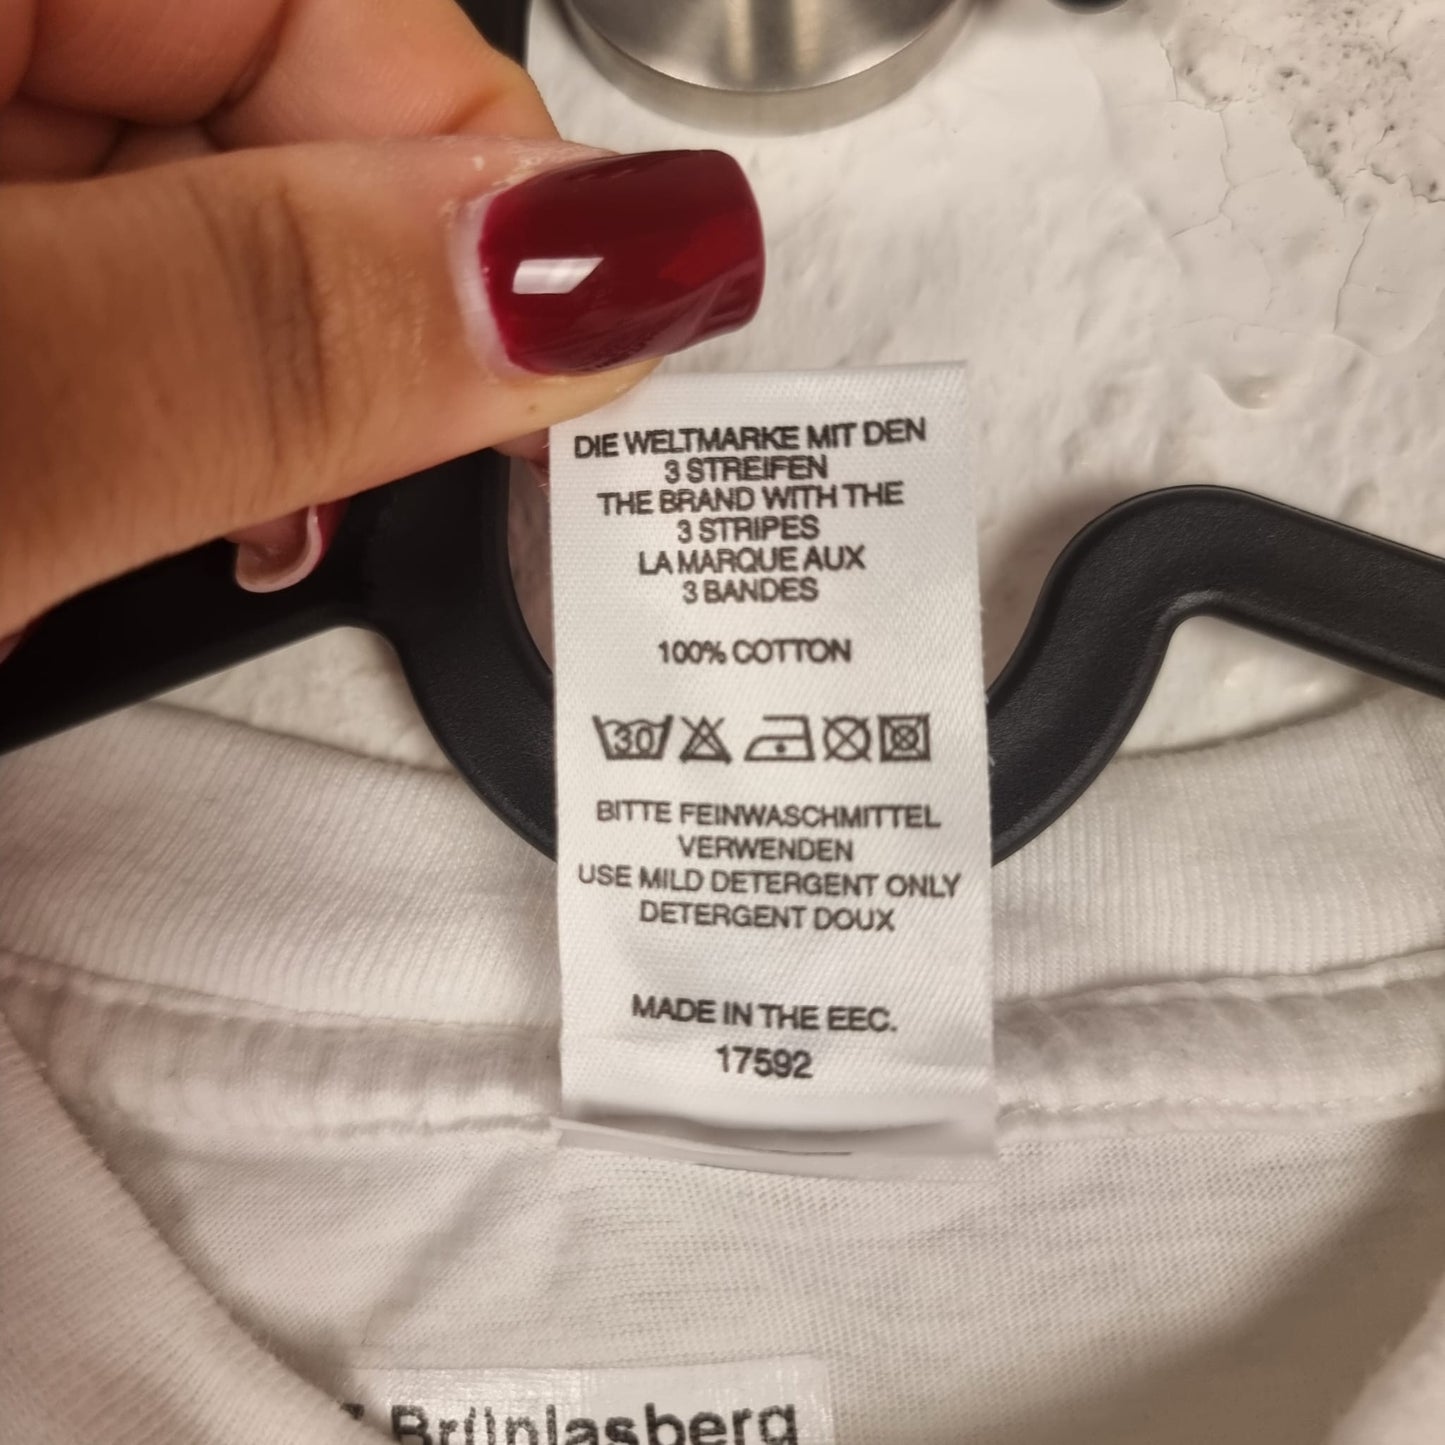 DIE WELTMARKE MIT DEN
3 STREIFEN
THE BRAND WITH THE
3 STRIPES
LA MARQUE AUX
3 BANDES
100% COTTON
30
BITTE FEINWASCHMITTEL
VERWENDEN
USE MILD DETERGENT ONLY
DETERGENT DOUX
MADE IN THE EEC.
17592
Brünlasberg